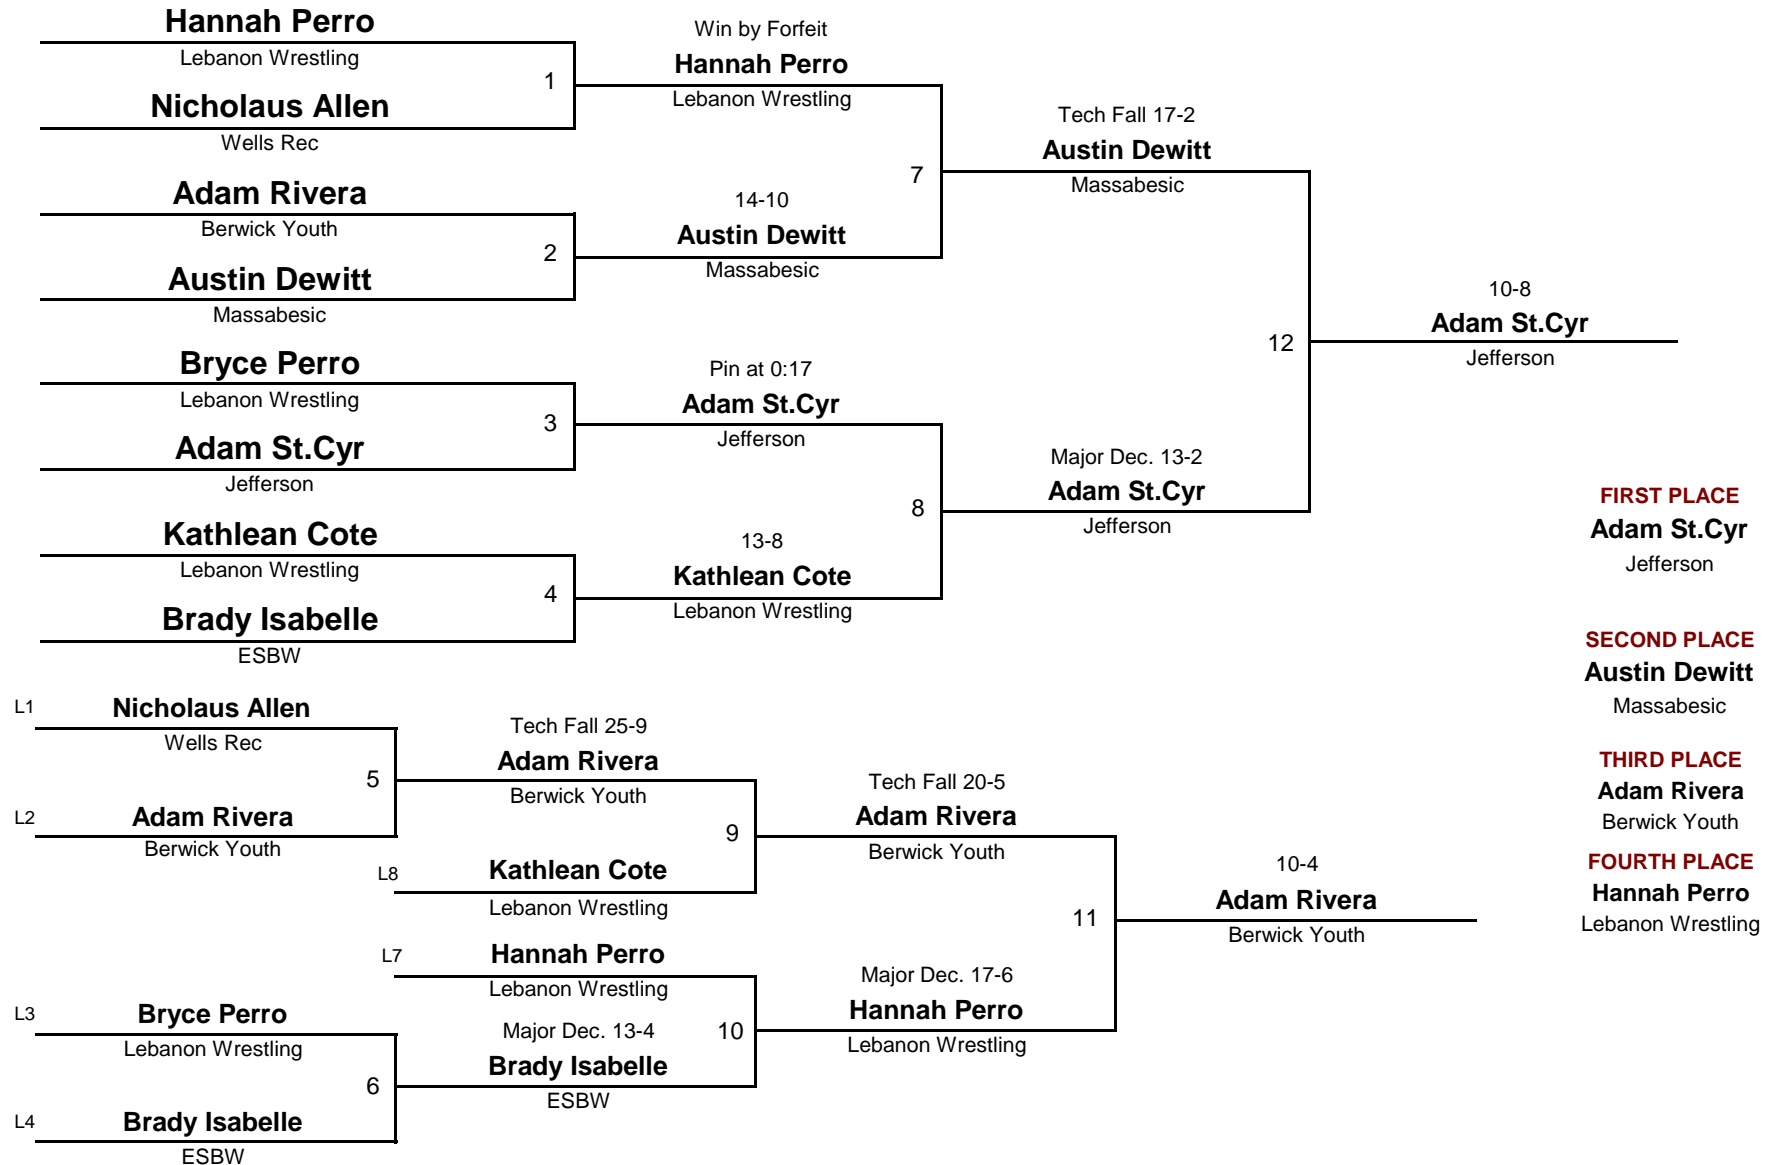 Hannah Perro
Lebanon Wrestling
1
Nicholaus Allen
Wells Rec
Adam Rivera
Berwick Youth
2
Austin Dewitt
Massabesic
Bryce Perro
Lebanon Wrestling
3
Adam St.Cyr
Jefferson
Kathlean Cote
Lebanon Wrestling
4
Brady Isabelle
ESBW
Win by Forfeit
Hannah Perro
Lebanon Wrestling
7
14-10
Austin Dewitt
Massabesic
Pin at 0:17
Adam St.Cyr
Jefferson
8
13-8
Kathlean Cote
Lebanon Wrestling
Tech Fall 17-2
Austin Dewitt
Massabesic
12
Major Dec. 13-2
Adam St.Cyr
Jefferson
10-8
Adam St.Cyr
Jefferson
L1
Nicholaus Allen
Wells Rec
5
L2
Adam Rivera
Berwick Youth
L3
Bryce Perro
Lebanon Wrestling
6
L4
Brady Isabelle
ESBW
Tech Fall 25-9
Adam Rivera
Berwick Youth
9
L8
Kathlean Cote
Lebanon Wrestling
L7
Hannah Perro
Lebanon Wrestling
10
Major Dec. 13-4
Brady Isabelle
ESBW
Tech Fall 20-5
Adam Rivera
Berwick Youth
11
Major Dec. 17-6
Hannah Perro
Lebanon Wrestling
10-4
Adam Rivera
Berwick Youth
FIRST PLACE
Adam St.Cyr
Jefferson
SECOND PLACE
Austin Dewitt
Massabesic
THIRD PLACE
Adam Rivera
Berwick Youth
FOURTH PLACE
Hannah Perro
Lebanon Wrestling